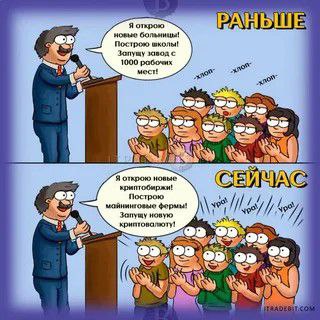 РАНЬШЕ
Я открою
новые больницы!
Построю школы!
Запущу завод с
1000 рабочих
мест!
-хлоп-
-хлоп-
-хлоп-
СЕЙЧАС
Я открою новые
криптобиржи!
Построю
майнинговые фермы!
Запущу новую
криптовалюту!
Ура!
Ура!
Ура!
ITRADEBIT.COM